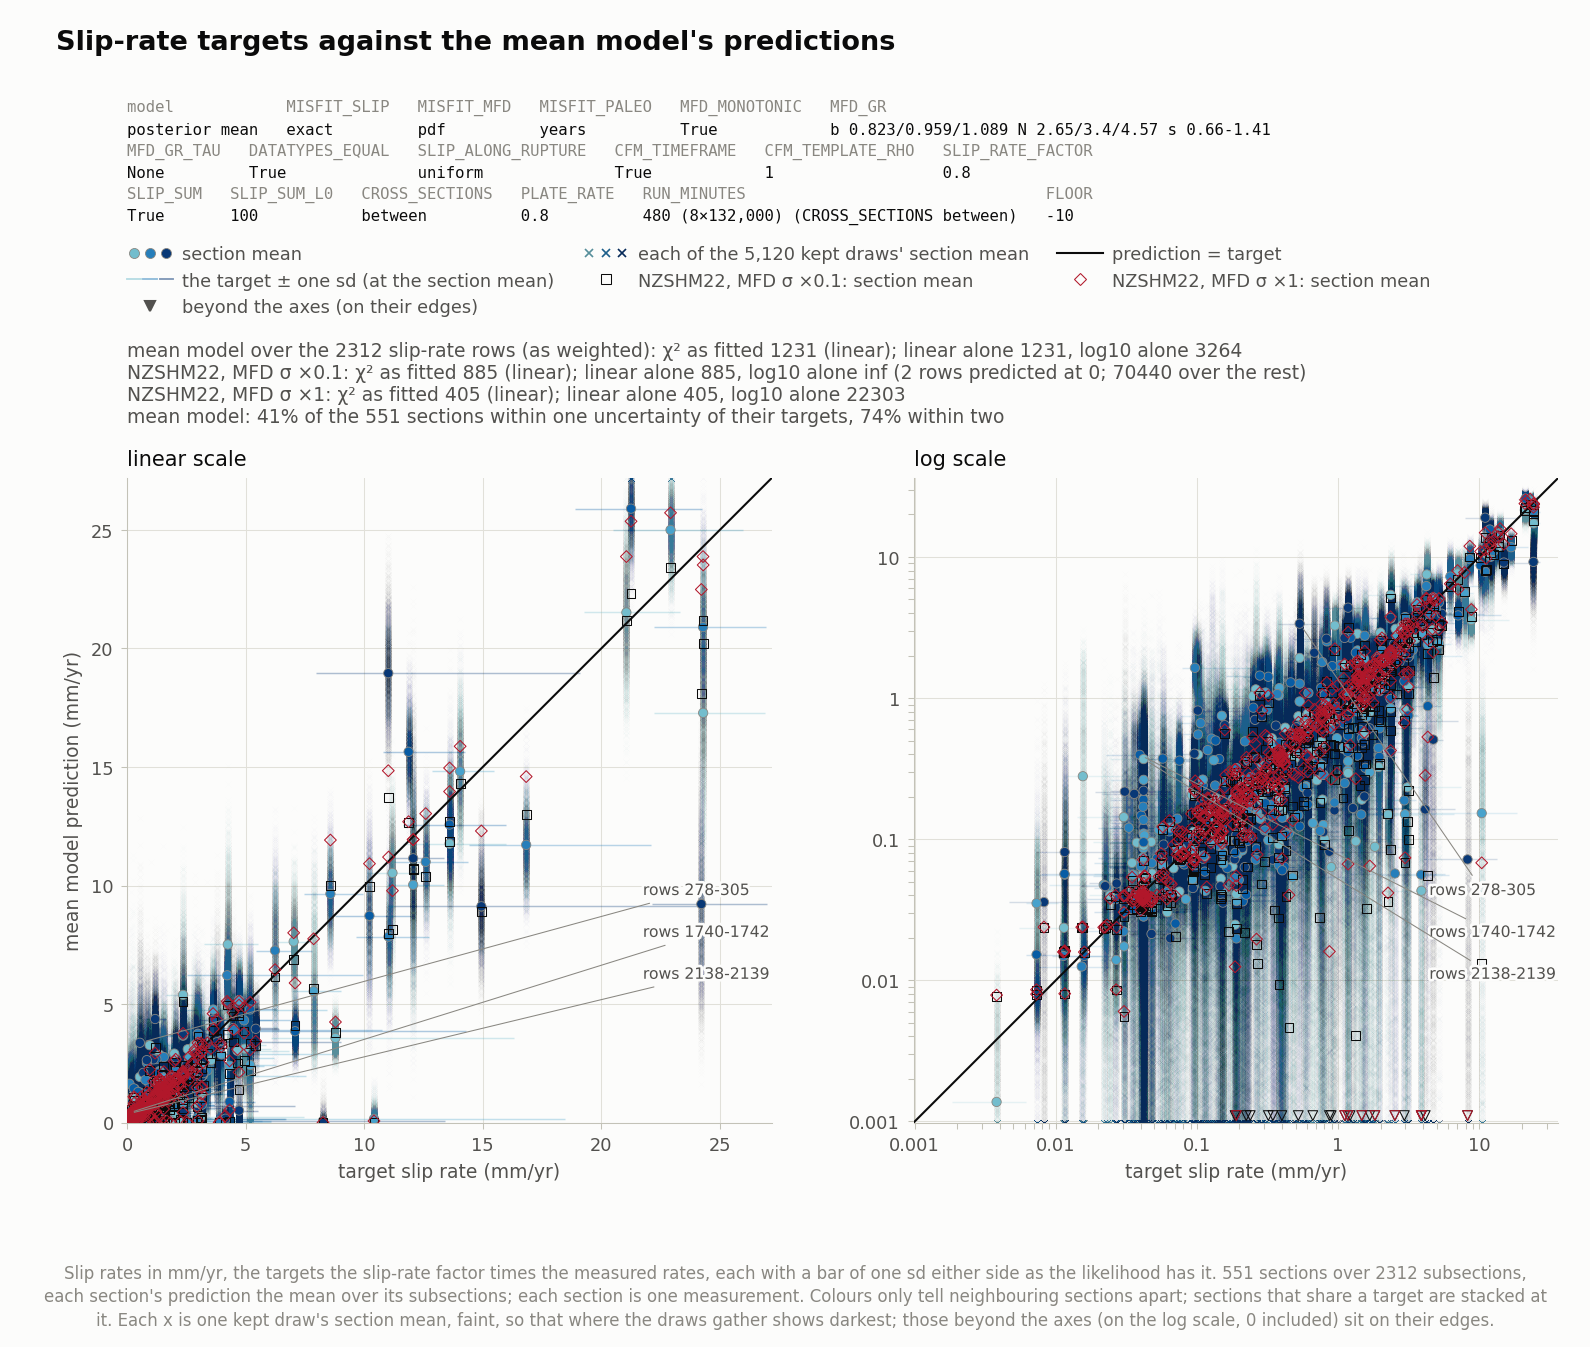 Slip-rate targets against the mean model's predictions
model MISFIT_SLIP MISFIT_MFD MISFIT_PALEO MFD_MONOTONIC MFD_GR
posterior mean exact pdf years True b 0.823/0.959/1.089 N 2.65/3.4/4.57 s 0.66-1.41
MFD_GR_TAU DATATYPES_EQUAL SLIP_ALONG_RUPTURE CFM_TIMEFRAME CFM_TEMPLATE_RHO SLIP_RATE_FACTOR
None True uniform True 1 0.8
SLIP_SUM SLIP_SUM_L0 CROSS_SECTIONS PLATE_RATE RUN_MINUTES FLOOR
True 100 between 0.8 480 (8×132,000) (CROSS_SECTIONS between) -10
section mean each of the 5,120 kept draws' section mean prediction = target
the target ± one sd (at the section mean) NZSHM22, MFD σ ×0.1: section mean NZSHM22, MFD σ ×1: section mean
beyond the axes (on their edges)
mean model over the 2312 slip-rate rows (as weighted): χ² as fitted 1231 (linear); linear alone 1231, log10 alone 3264
NZSHM22, MFD σ ×0.1: χ² as fitted 885 (linear); linear alone 885, log10 alone inf (2 rows predicted at 0; 70440 over the rest)
NZSHM22, MFD σ ×1: χ² as fitted 405 (linear); linear alone 405, log10 alone 22303
mean model: 41% of the 551 sections within one uncertainty of their targets, 74% within two
linear scale
25
20
15
10
5
0
mean model prediction (mm/yr)
rows 278-305
rows 1740-1742
rows 2138-2139
0 5 10 15 20 25
target slip rate (mm/yr)
log scale
10
1
0.1
0.01
0.001
rows 278-305
rows 1740-1742
rows 2138-2139
0.001 0.01 0.1 1 10
target slip rate (mm/yr)
Slip rates in mm/yr, the targets the slip-rate factor times the measured rates, each with a bar of one sd either side as the likelihood has it. 551 sections over 2312 subsections,
each section's prediction the mean over its subsections; each section is one measurement. Colours only tell neighbouring sections apart; sections that share a target are stacked at
it. Each x is one kept draw's section mean, faint, so that where the draws gather shows darkest; those beyond the axes (on the log scale, 0 included) sit on their edges.